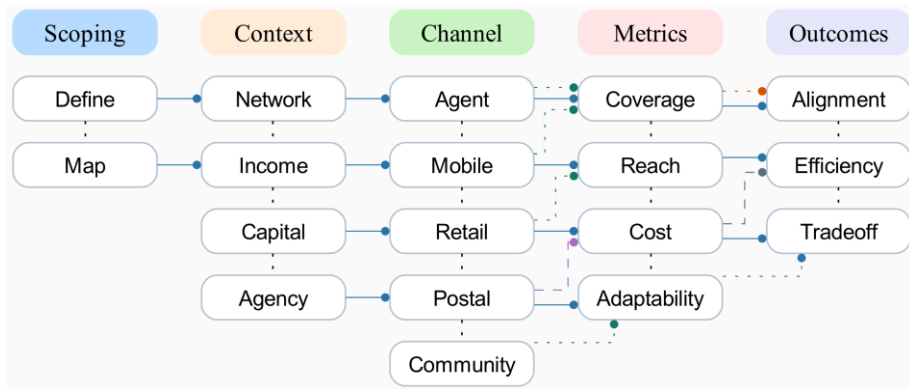 Scoping
Context
Channel
Metrics
Outcomes
Define
Network
Agent
Coverage
Alignment
Map
Income
Mobile
Reach
Efficiency
Capital
Retail
Cost
Tradeoff
Agency
Postal
Adaptability
Community